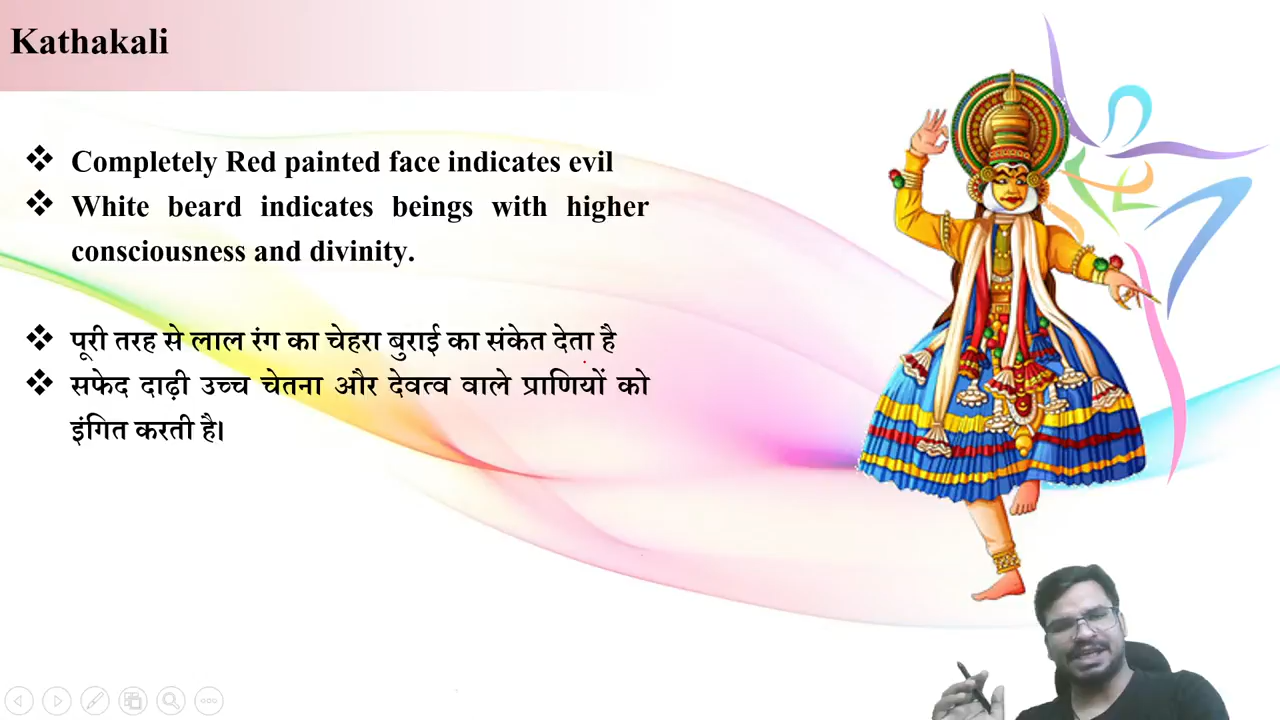 Kathakali
❖ Completely Red painted face indicates evil
❖ White beard indicates beings with higher
consciousness and divinity.
❖ पूरी तरह से लाल रंग का चेहरा बुराई का संकेत देता है
❖ सफेद दाढ़ी उच्च चेतना और देवत्व वाले प्राणियों को
इंगित करती है।